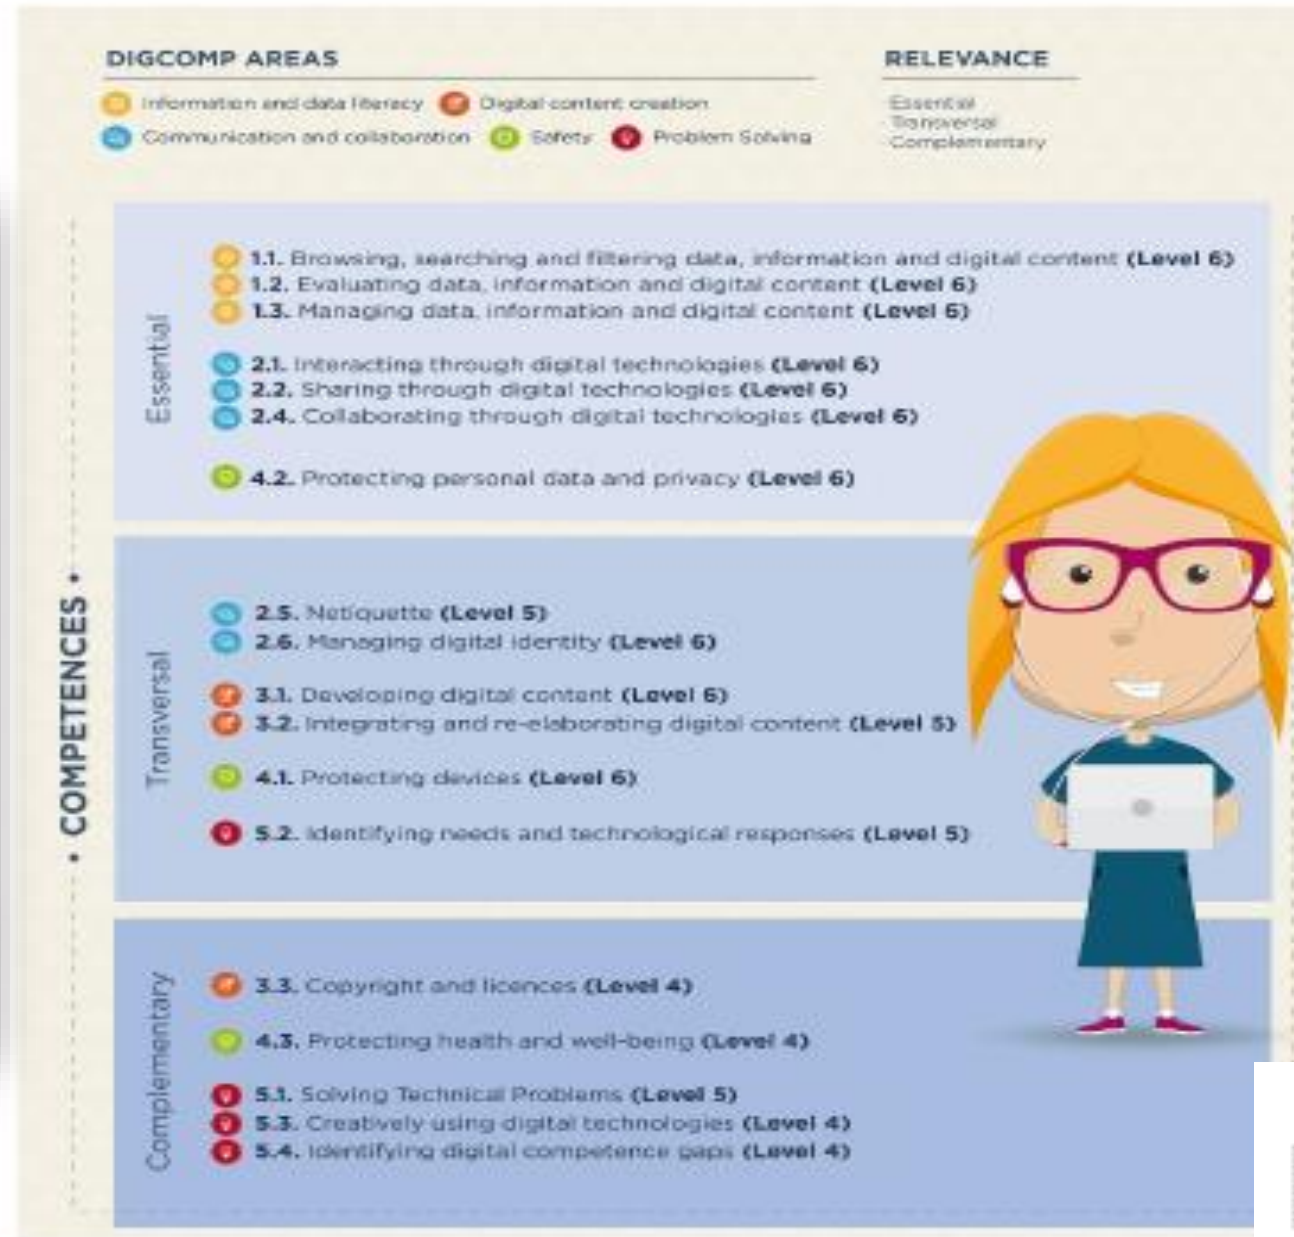 DIGCOMP AREAS
Information and data literacy Digital content creation
Communication and collaboration Safety Problem Solving
RELEVANCE
Essential
Transversal
Complementary
• COMPETENCES •
Essential
1.1. Browsing, searching and filtering data, information and digital content (Level 6)
1.2. Evaluating data, information and digital content (Level 6)
1.3. Managing data, information and digital content (Level 6)
2.1. Interacting through digital technologies (Level 6)
2.2. Sharing through digital technologies (Level 6)
2.4. Collaborating through digital technologies (Level 6)
4.2. Protecting personal data and privacy (Level 6)
Transversal
2.5. Netiquette (Level 5)
2.6. Managing digital identity (Level 6)
3.1. Developing digital content (Level 6)
3.2. Integrating and re-elaborating digital content (Level 5)
4.1. Protecting devices (Level 6)
5.2. Identifying needs and technological responses (Level 5)
Complementary
3.3. Copyright and licences (Level 4)
4.3. Protecting health and well-being (Level 4)
5.1. Solving Technical Problems (Level 5)
5.3. Creatively using digital technologies (Level 4)
5.4. Identifying digital competence gaps (Level 4)